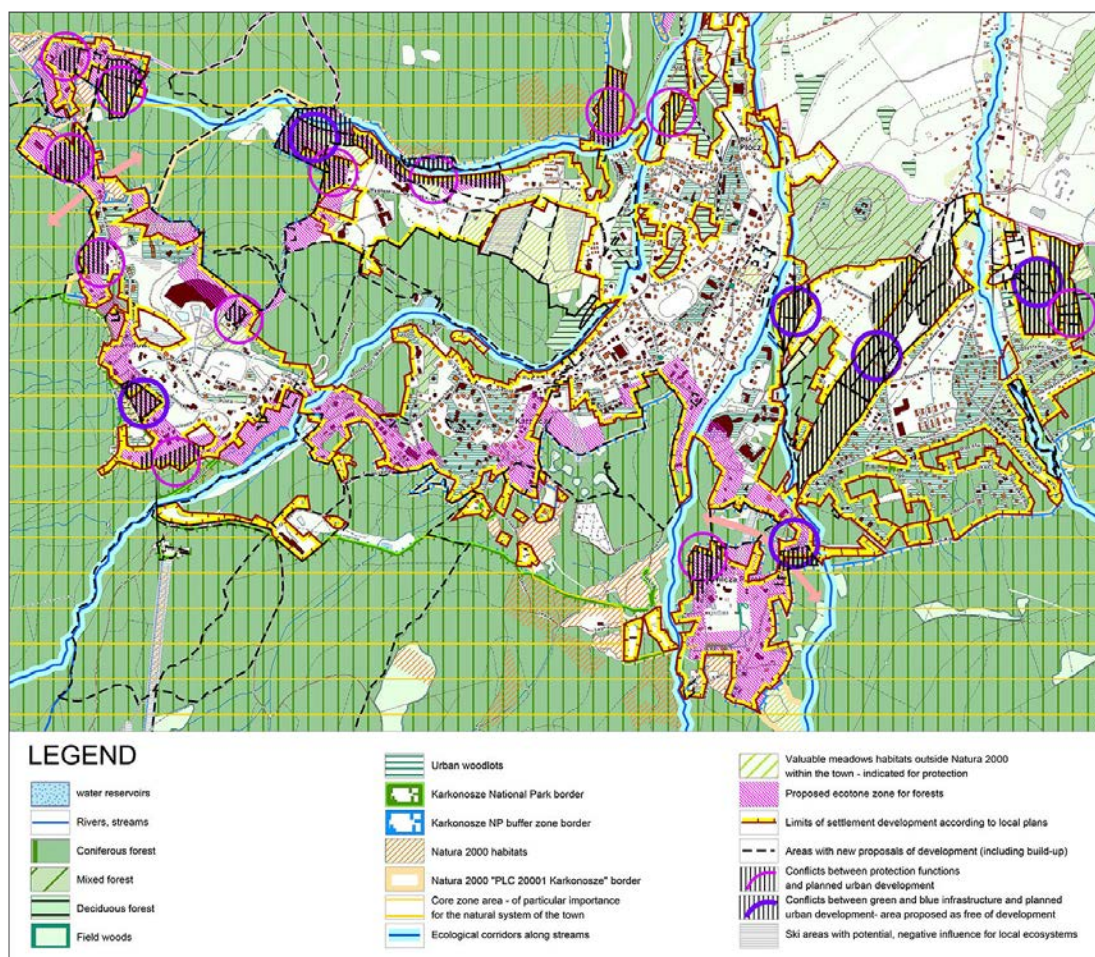 LEGEND
water reservoirs
Rivers, streams
Coniferous forest
Mixed forest
Deciduous forest
Field woods
Urban woodlots
Karkonosze National Park border
Karkonosze NP buffer zone border
Natura 2000 habitats
Natura 2000 "PLC 20001 Karkonosze" border
Core zone area - of particular importance
for the natural system of the town
Ecological corridors along streams
Valuable meadows habitats outside Natura 2000
within the town - indicated for protection
Proposed ecotone zone for forests
Limits of settlement development according to local plans
Areas with new proposals of development (including build-up)
Conflicts between protection functions
and planned urban development
Conflicts between green and blue infrastructure and planned
urban development- area proposed as free of development
Ski areas with potential, negative influence for local ecosystems